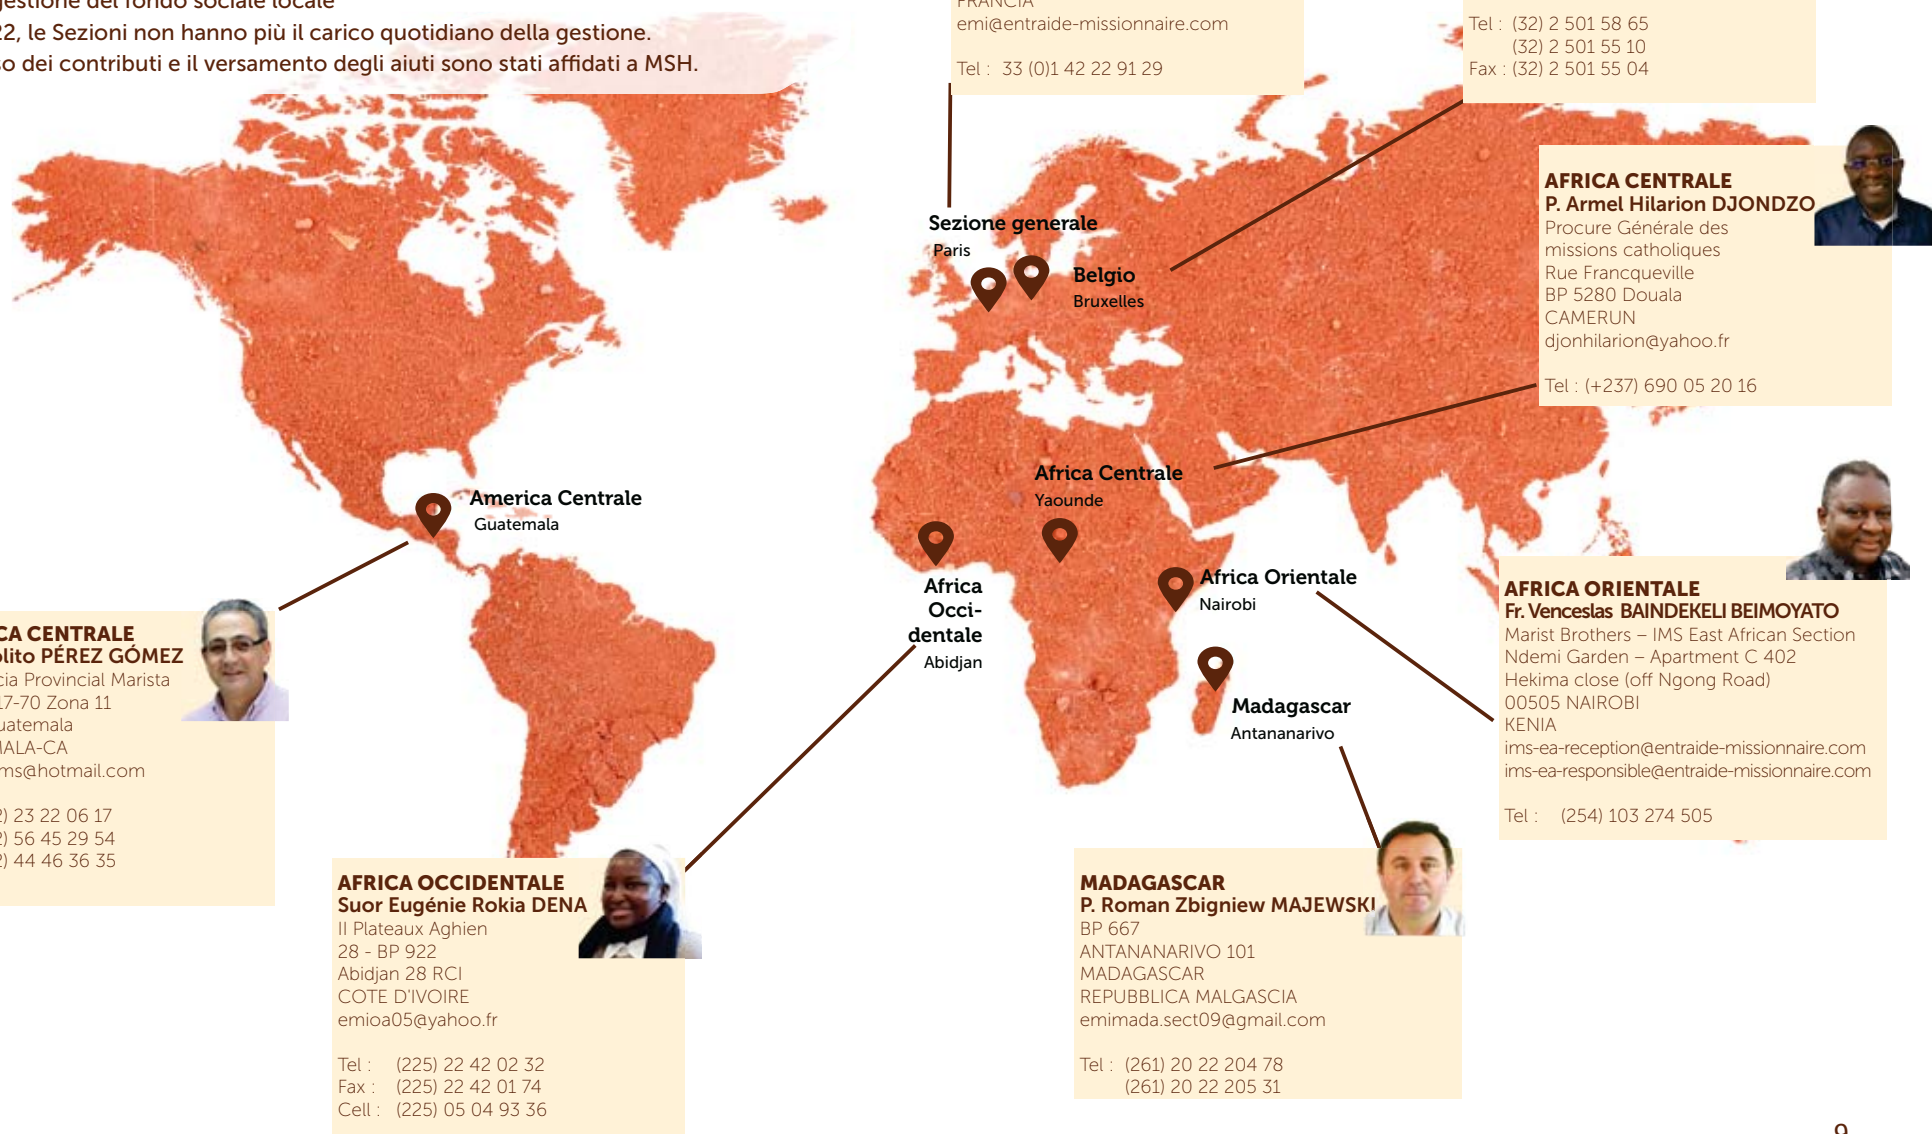 gestione del fondo sociale locale
22, le Sezioni non hanno più il carico quotidiano della gestione.
so dei contributi e il versamento degli aiuti sono stati affidati a MSH.
FRANCIA
emi@entraide-missionnaire.com
Tel : 33 (0)1 42 22 91 29
Tel : (32) 2 501 58 65
(32) 2 501 55 10
Fax : (32) 2 501 55 04
AFRICA CENTRALE
P. Armel Hilarion DJONDZO
Procure Générale des
missions catholiques
Rue Francqueville
BP 5280 Douala
CAMERUN
djonhilarion@yahoo.fr
Tel : (+237) 690 05 20 16
Sezione generale
Paris
Belgio
Bruxelles
America Centrale
Guatemala
Africa Centrale
Yaounde
Africa
Occi-
dentale
Abidjan
Africa Orientale
Nairobi
Madagascar
Antananarivo
AFRICA ORIENTALE
Fr. Venceslas BAINDEKELI BEIMOYATO
Marist Brothers – IMS East African Section
Ndemi Garden – Apartment C 402
Hekima close (off Ngong Road)
00505 NAIROBI
KENIA
ims-ea-reception@entraide-missionnaire.com
ims-ea-responsible@entraide-missionnaire.com
Tel : (254) 103 274 505
CA CENTRALE
lito PÉREZ GÓMEZ
cia Provincial Marista
17-70 Zona 11
uatemala
MALA-CA
ms@hotmail.com
2) 23 22 06 17
2) 56 45 29 54
2) 44 46 36 35
AFRICA OCCIDENTALE
Suor Eugénie Rokia DENA
II Plateaux Aghien
28 - BP 922
Abidjan 28 RCI
COTE D'IVOIRE
emioa05@yahoo.fr
Tel : (225) 22 42 02 32
Fax : (225) 22 42 01 74
Cell : (225) 05 04 93 36
MADAGASCAR
P. Roman Zbigniew MAJEWSKI
BP 667
ANTANANARIVO 101
MADAGASCAR
REPUBBLICA MALGASCIA
emimada.sect09@gmail.com
Tel : (261) 20 22 204 78
(261) 20 22 205 31
9